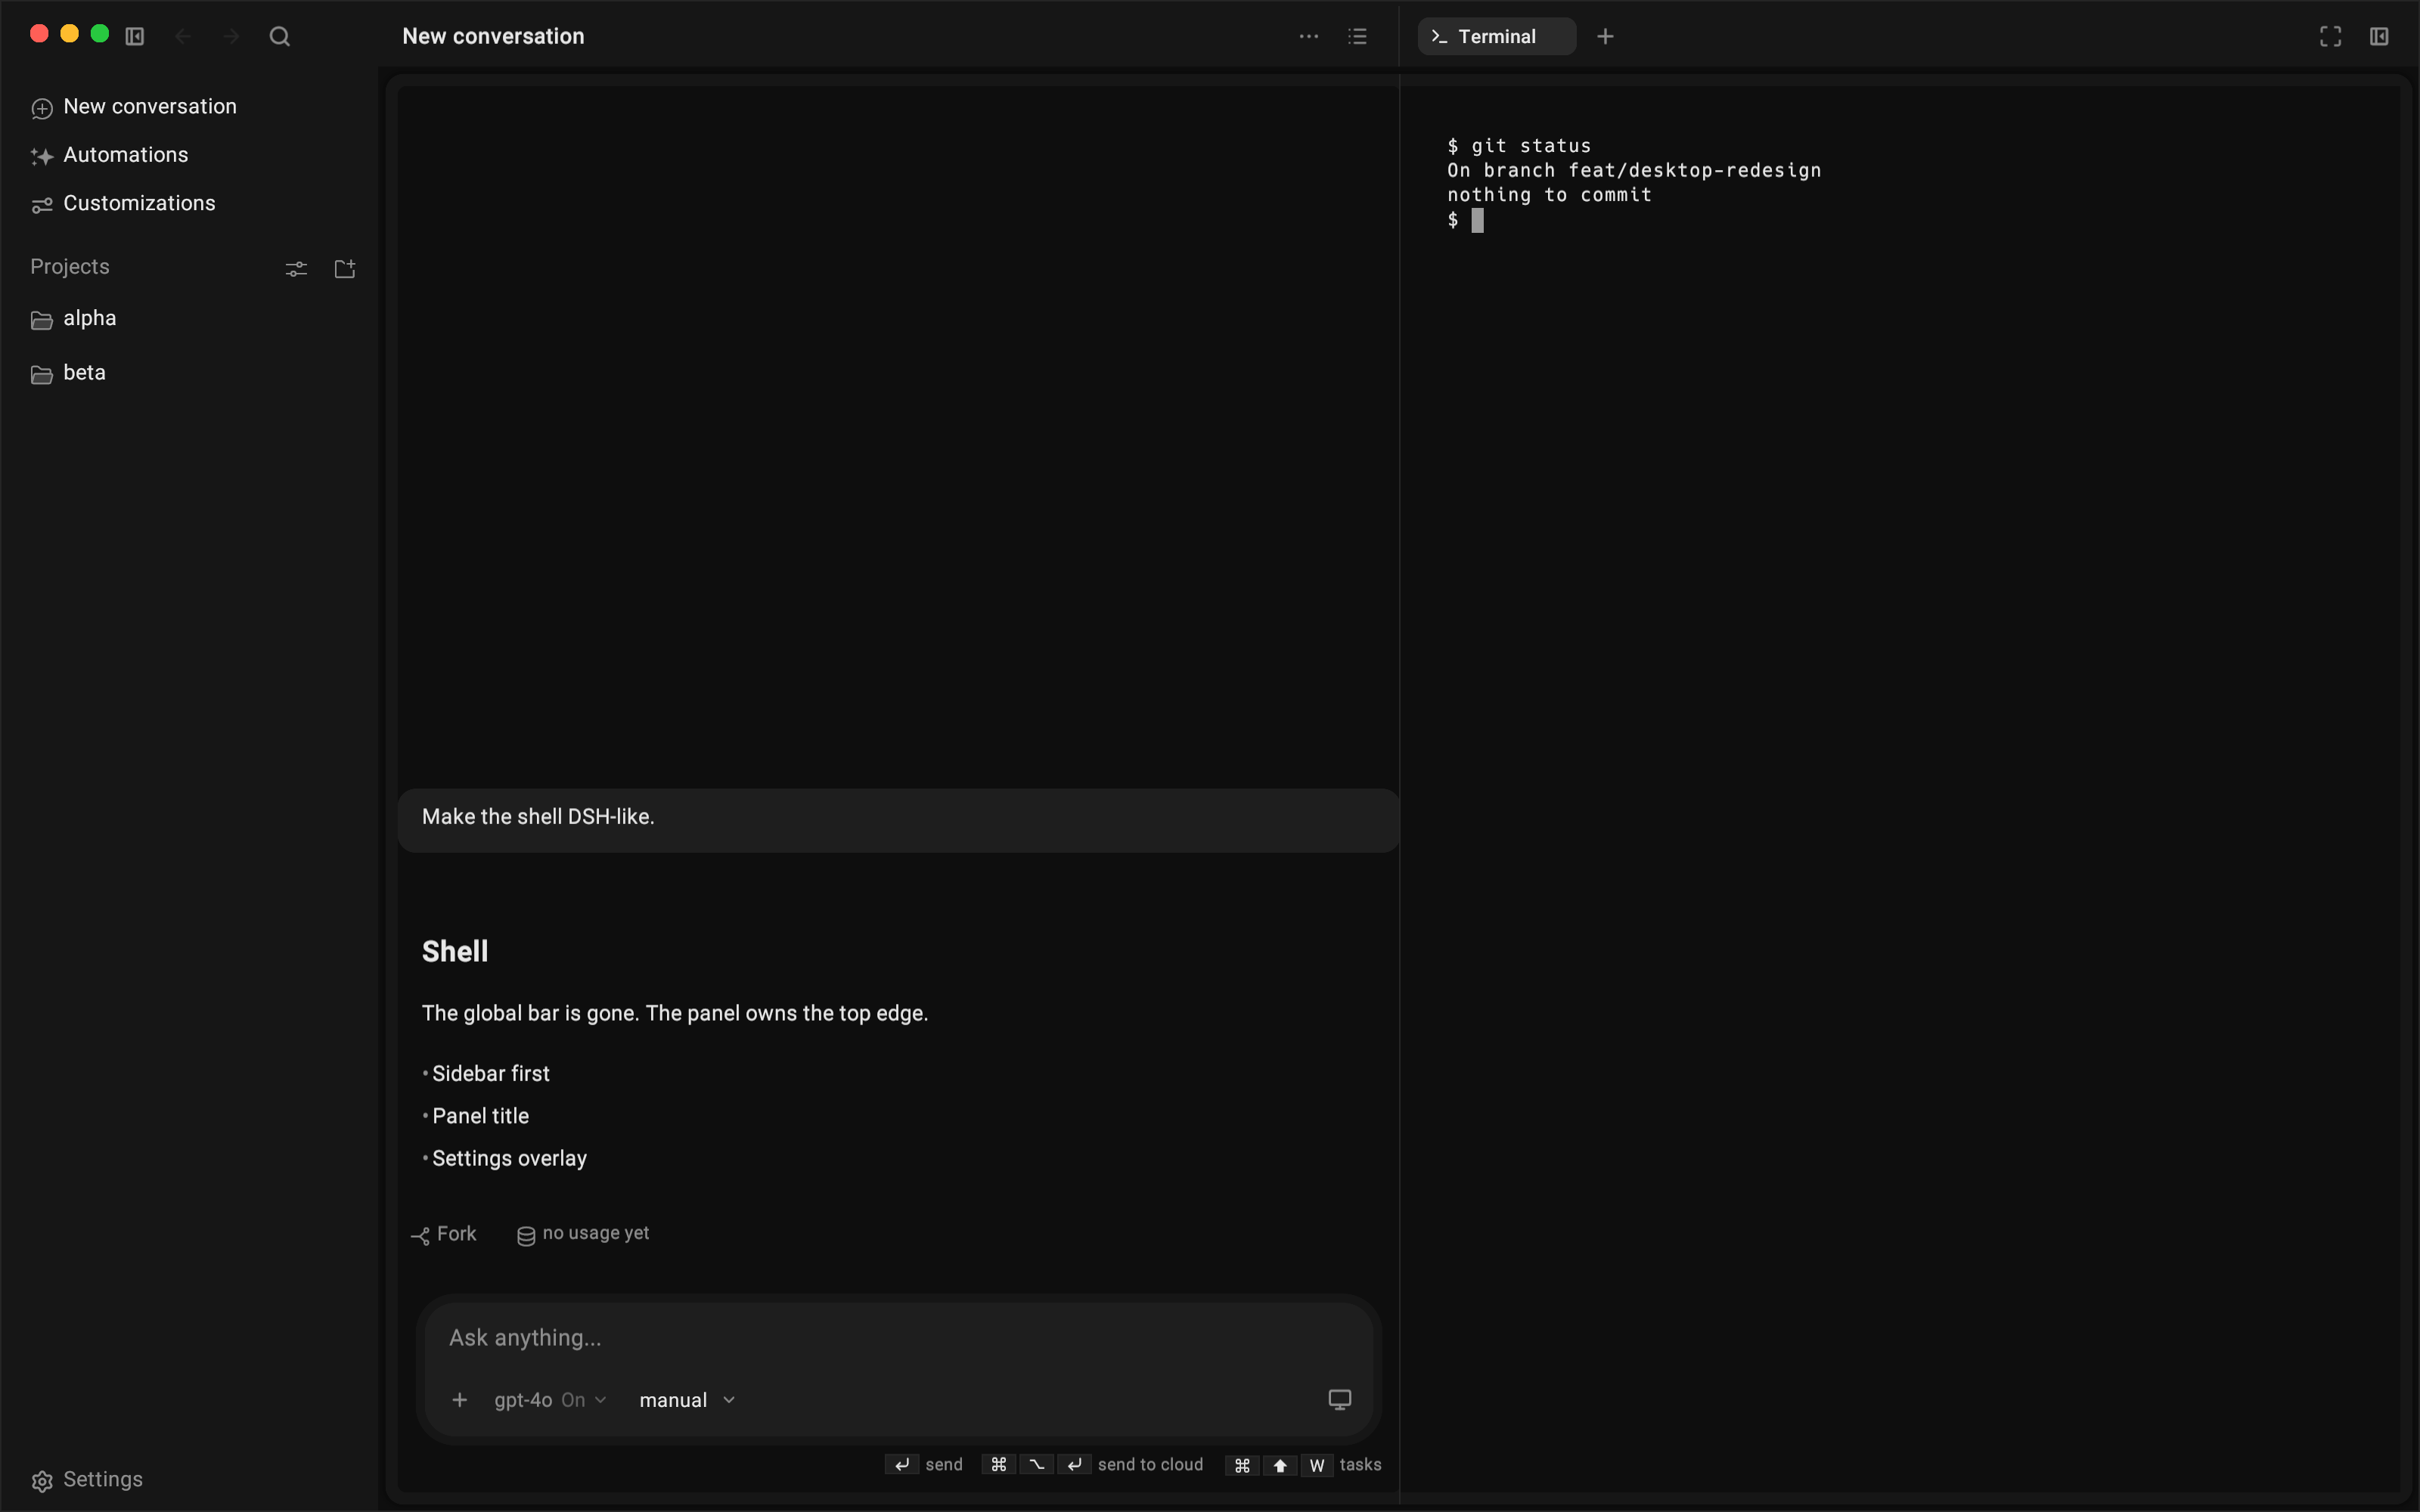 New conversation
Terminal
New conversation
Automations
Customizations
Projects
alpha
beta
Settings
Make the shell DSH-like.
Shell
The global bar is gone. The panel owns the top edge.
• Sidebar first
• Panel title
• Settings overlay
Fork no usage yet
Ask anything...
gpt-4o On manual
↵ send ⌘ ⌥ ↵ send to cloud ⌘ ⬆ W tasks
$ git status
On branch feat/desktop-redesign
nothing to commit
$